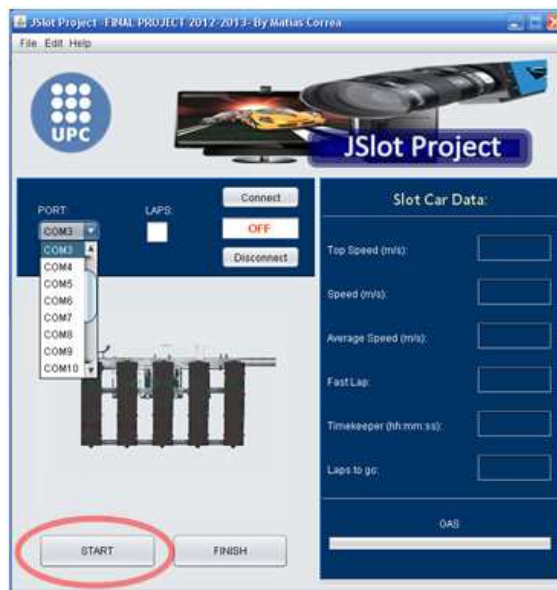 JSlot Project -FINAL PROJECT 2012-2013- By Matias Correa
File Edit Help
UPC
JSlot Project
PORT:
LAPS:
Connect
COM3
OFF
Disconnect
COM3
COM4
COM5
COM6
COM7
COM8
COM9
COM10
Slot Car Data:
Top Speed (m/s):
Speed (m/s):
Average Speed (m/s):
Fast Lap:
Timekeeper (hh:mm:ss):
Laps to go:
GAS
START
FINISH